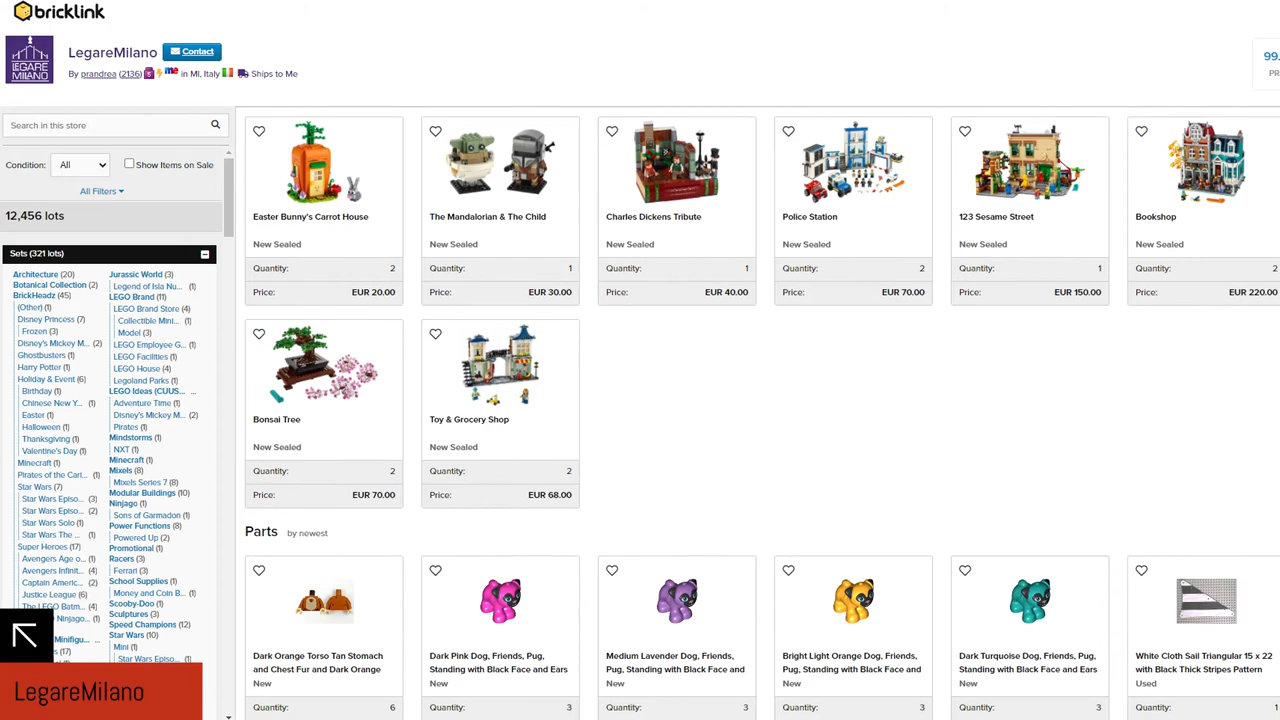 bricklink
LEGARE
MILANO
LegareMilano
Contact
By prandrea (2136) me in MI, Italy Ships to Me
99.
PR
Search in this store
Condition: All Show Items on Sale
All Filters
12,456 lots
Sets (321 lots)
Architecture (20)
Botanical Collection (2)
BrickHeadz (45)
(Other) (1)
Disney Princess (7)
Frozen (3)
Disney's Mickey M... (2)
Ghostbusters (1)
Harry Potter (1)
Holiday & Event (6)
Birthday (1)
Chinese New Y... (1)
Easter (1)
Halloween (1)
Thanksgiving (1)
Valentine's Day (1)
Minecraft (1)
Pirates of the Cari... (1)
Star Wars (7)
Star Wars Episo... (3)
Star Wars Episo... (2)
Star Wars Solo (1)
Star Wars The ... (1)
Super Heroes (17)
Avengers Age o... (1)
Avengers Infinit... (4)
Captain Americ... (2)
Justice League (6)
The LEGO Batm... (4)
Ninjago... (1)
Minifigu... ...
s (17)
Jurassic World (3)
Legend of Isla Nu... (1)
LEGO Brand (11)
LEGO Brand Store (4)
Collectible Mini... (1)
Model (3)
LEGO Employee G... (1)
LEGO Facilities (1)
LEGO House (4)
Legoland Parks (1)
LEGO Ideas (CUUS... ...
Adventure Time (1)
Disney's Mickey M... (2)
Pirates (1)
Mindstorms (1)
NXT (1)
Minecraft (1)
Mixels (8)
Mixels Series 7 (8)
Modular Buildings (10)
Ninjago (1)
Sons of Garmadon (1)
Power Functions (8)
Powered Up (2)
Promotional (1)
Racers (3)
Ferrari (3)
School Supplies (1)
Money and Coin B... (1)
Scooby-Doo (1)
Sculptures (3)
Speed Champions (12)
Star Wars (10)
Mini (1)
Star Wars Episo... (1)
LegareMilano
Easter Bunny's Carrot House
New Sealed
Quantity: 2
Price: EUR 20.00
The Mandalorian & The Child
New Sealed
Quantity: 1
Price: EUR 30.00
Charles Dickens Tribute
New Sealed
Quantity: 1
Price: EUR 40.00
Police Station
New Sealed
Quantity: 2
Price: EUR 70.00
123 Sesame Street
New Sealed
Quantity: 1
Price: EUR 150.00
Bookshop
New Sealed
Quantity: 2
Price: EUR 220.00
Bonsai Tree
New Sealed
Quantity: 2
Price: EUR 70.00
Toy & Grocery Shop
New Sealed
Quantity: 2
Price: EUR 68.00
Parts by newest
Dark Orange Torso Tan Stomach
and Chest Fur and Dark Orange
New
Quantity: 6
Dark Pink Dog, Friends, Pug,
Standing with Black Face and Ears
New
Quantity: 3
Medium Lavender Dog, Friends,
Pug, Standing with Black Face and
New
Quantity: 3
Bright Light Orange Dog, Friends,
Pug, Standing with Black Face and
New
Quantity: 3
Dark Turquoise Dog, Friends, Pug,
Standing with Black Face and Ears
New
Quantity: 3
White Cloth Sail Triangular 15 x 22
with Black Thick Stripes Pattern
Used
Quantity: 1